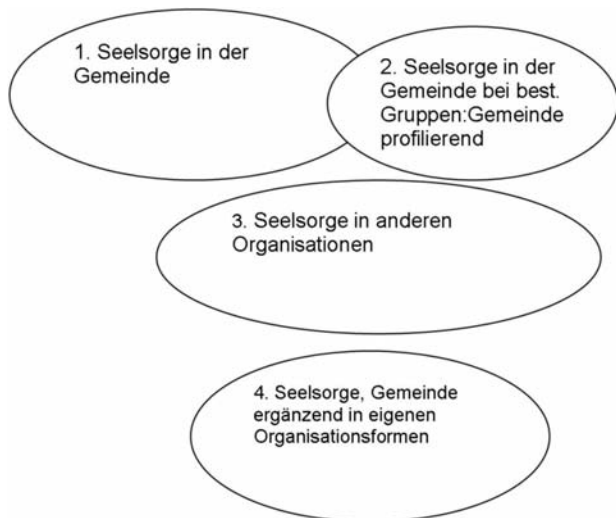 1. Seelsorge in der
Gemeinde
2. Seelsorge in der
Gemeinde bei best.
Gruppen:Gemeinde
profilierend
3. Seelsorge in anderen
Organisationen
4. Seelsorge, Gemeinde
ergänzend in eigenen
Organisationsformen